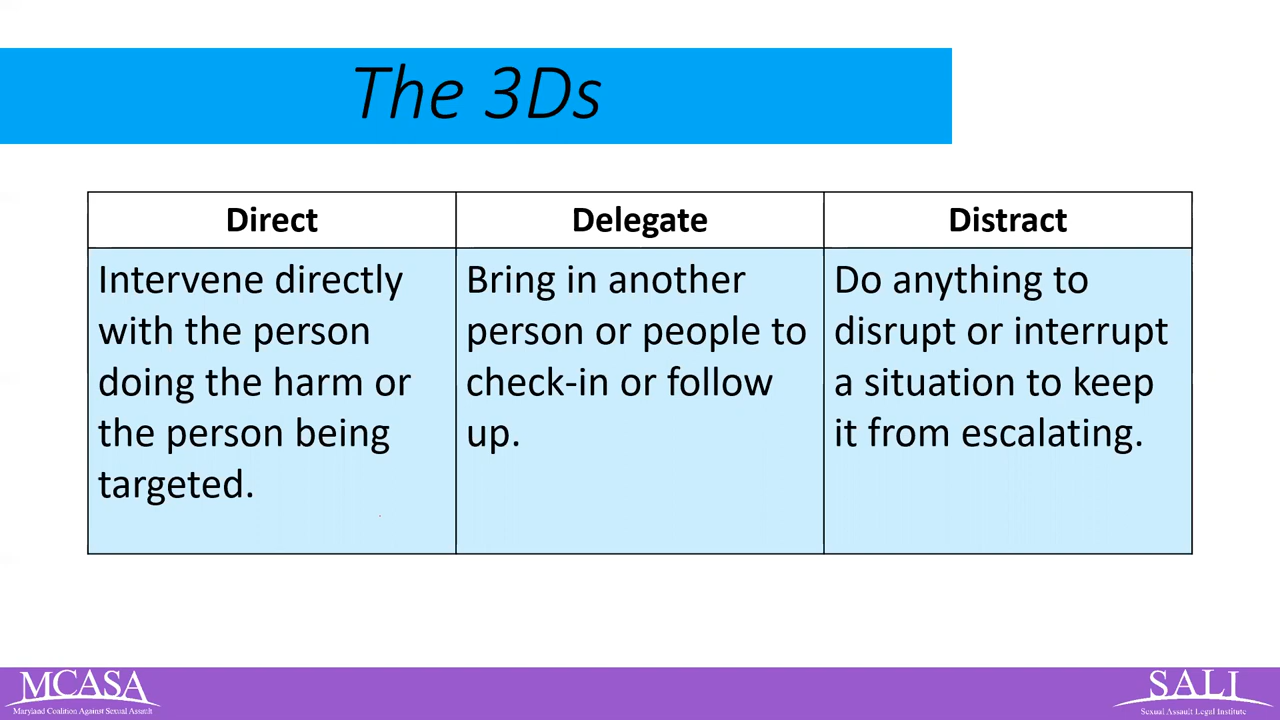 The 3Ds
Direct
Delegate
Distract
Intervene directly
with the person
doing the harm or
the person being
targeted.
Bring in another
person or people to
check-in or follow
up.
Do anything to
disrupt or interrupt
a situation to keep
it from escalating.
MCASA
Maryland Coalition Against Sexual Assault
SALI
Sexual Assault Legal Institute